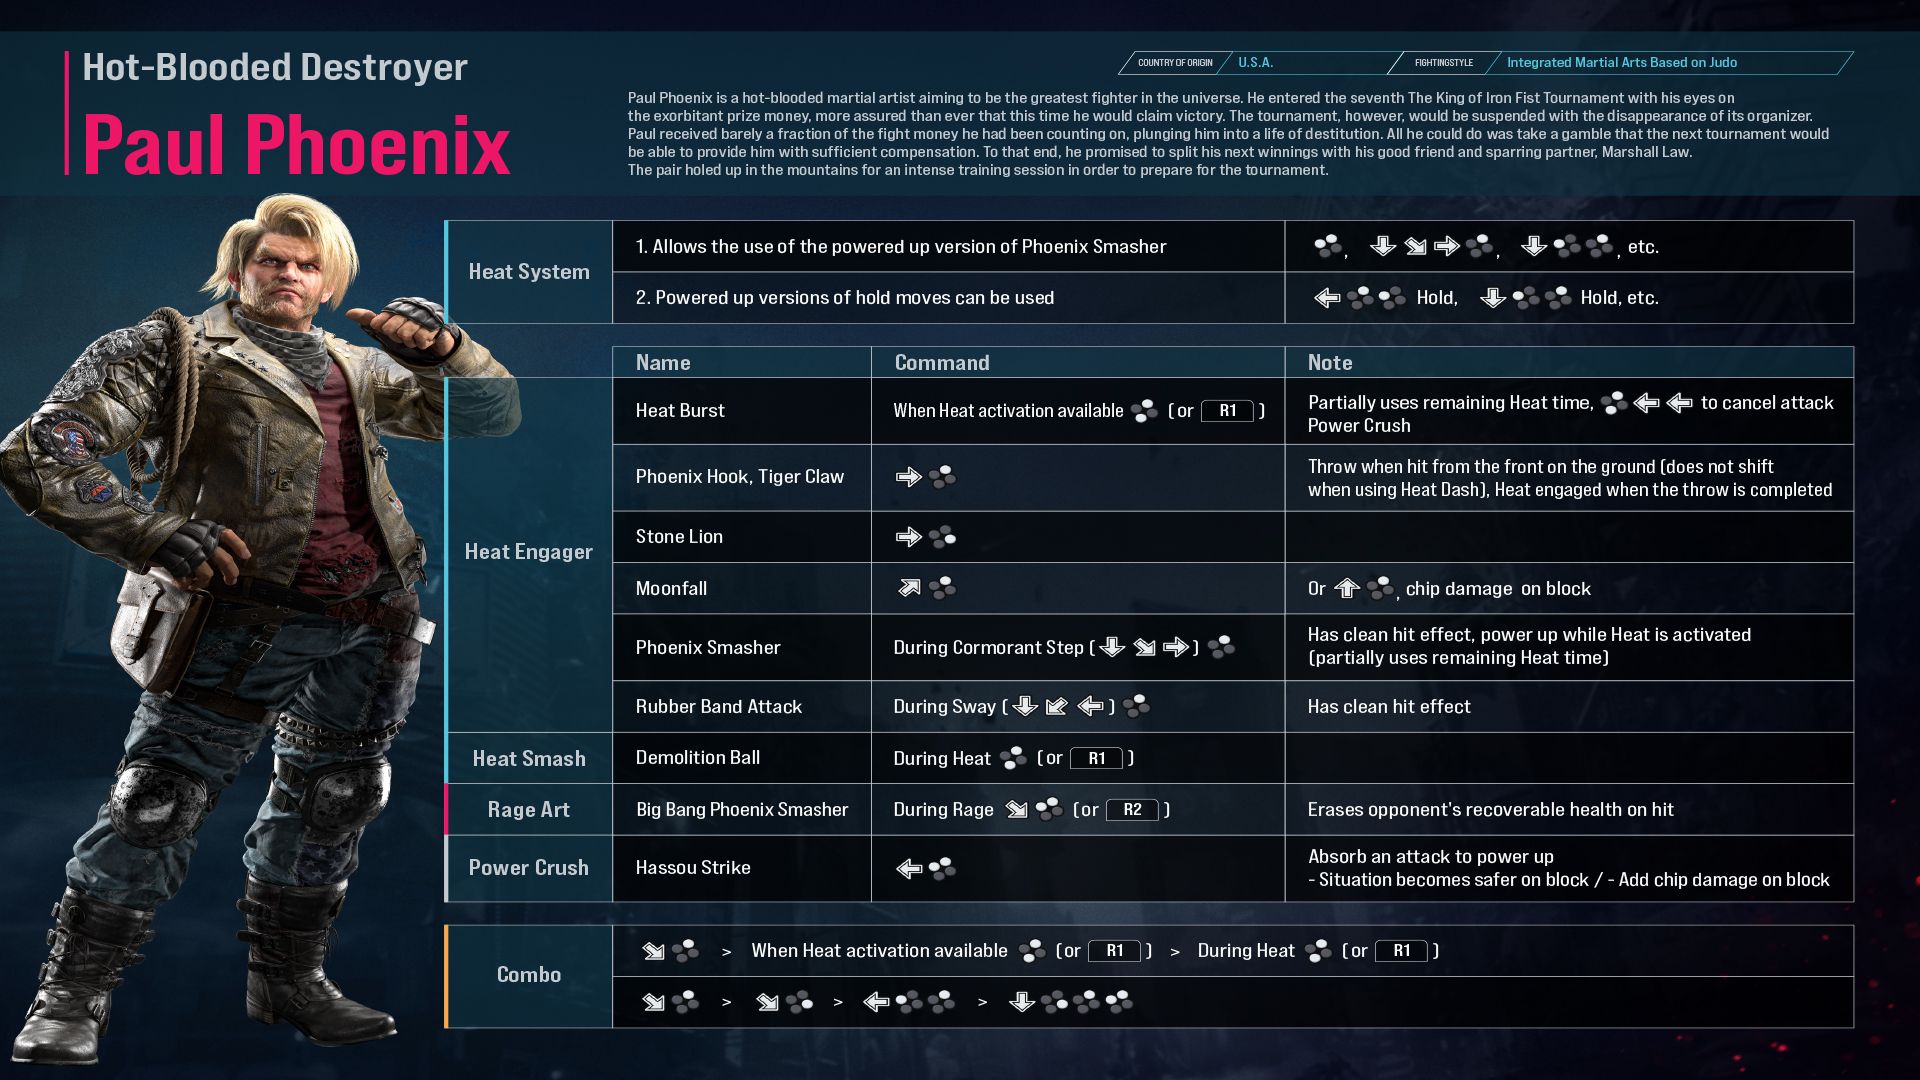 Hot-Blooded Destroyer
Paul Phoenix
COUNTRY OF ORIGIN U.S.A. FIGHTINGSTYLE Integrated Martial Arts Based on Judo
Paul Phoenix is a hot-blooded martial artist aiming to be the greatest fighter in the universe. He entered the seventh The King of Iron Fist Tournament with his eyes on
the exorbitant prize money, more assured than ever that this time he would claim victory. The tournament, however, would be suspended with the disappearance of its organizer.
Paul received barely a fraction of the fight money he had been counting on, plunging him into a life of destitution. All he could do was take a gamble that the next tournament would
be able to provide him with sufficient compensation. To that end, he promised to split his next winnings with his good friend and sparring partner, Marshall Law.
The pair holed up in the mountains for an intense training session in order to prepare for the tournament.
Heat System
1. Allows the use of the powered up version of Phoenix Smasher
, , , etc.
2. Powered up versions of hold moves can be used
Hold, Hold, etc.
Name Command Note
Heat Engager
Heat Burst
When Heat activation available (or R1 )
Partially uses remaining Heat time, to cancel attack
Power Crush
Phoenix Hook, Tiger Claw
Throw when hit from the front on the ground (does not shift
when using Heat Dash), Heat engaged when the throw is completed
Stone Lion
Moonfall
Or , chip damage on block
Phoenix Smasher
During Cormorant Step ( )
Has clean hit effect, power up while Heat is activated
(partially uses remaining Heat time)
Rubber Band Attack
During Sway ( )
Has clean hit effect
Heat Smash
Demolition Ball
During Heat (or R1 )
Rage Art
Big Bang Phoenix Smasher
During Rage (or R2 )
Erases opponent's recoverable health on hit
Power Crush
Hassou Strike
Absorb an attack to power up
- Situation becomes safer on block / - Add chip damage on block
Combo
> When Heat activation available (or R1 ) > During Heat (or R1 )
> > >